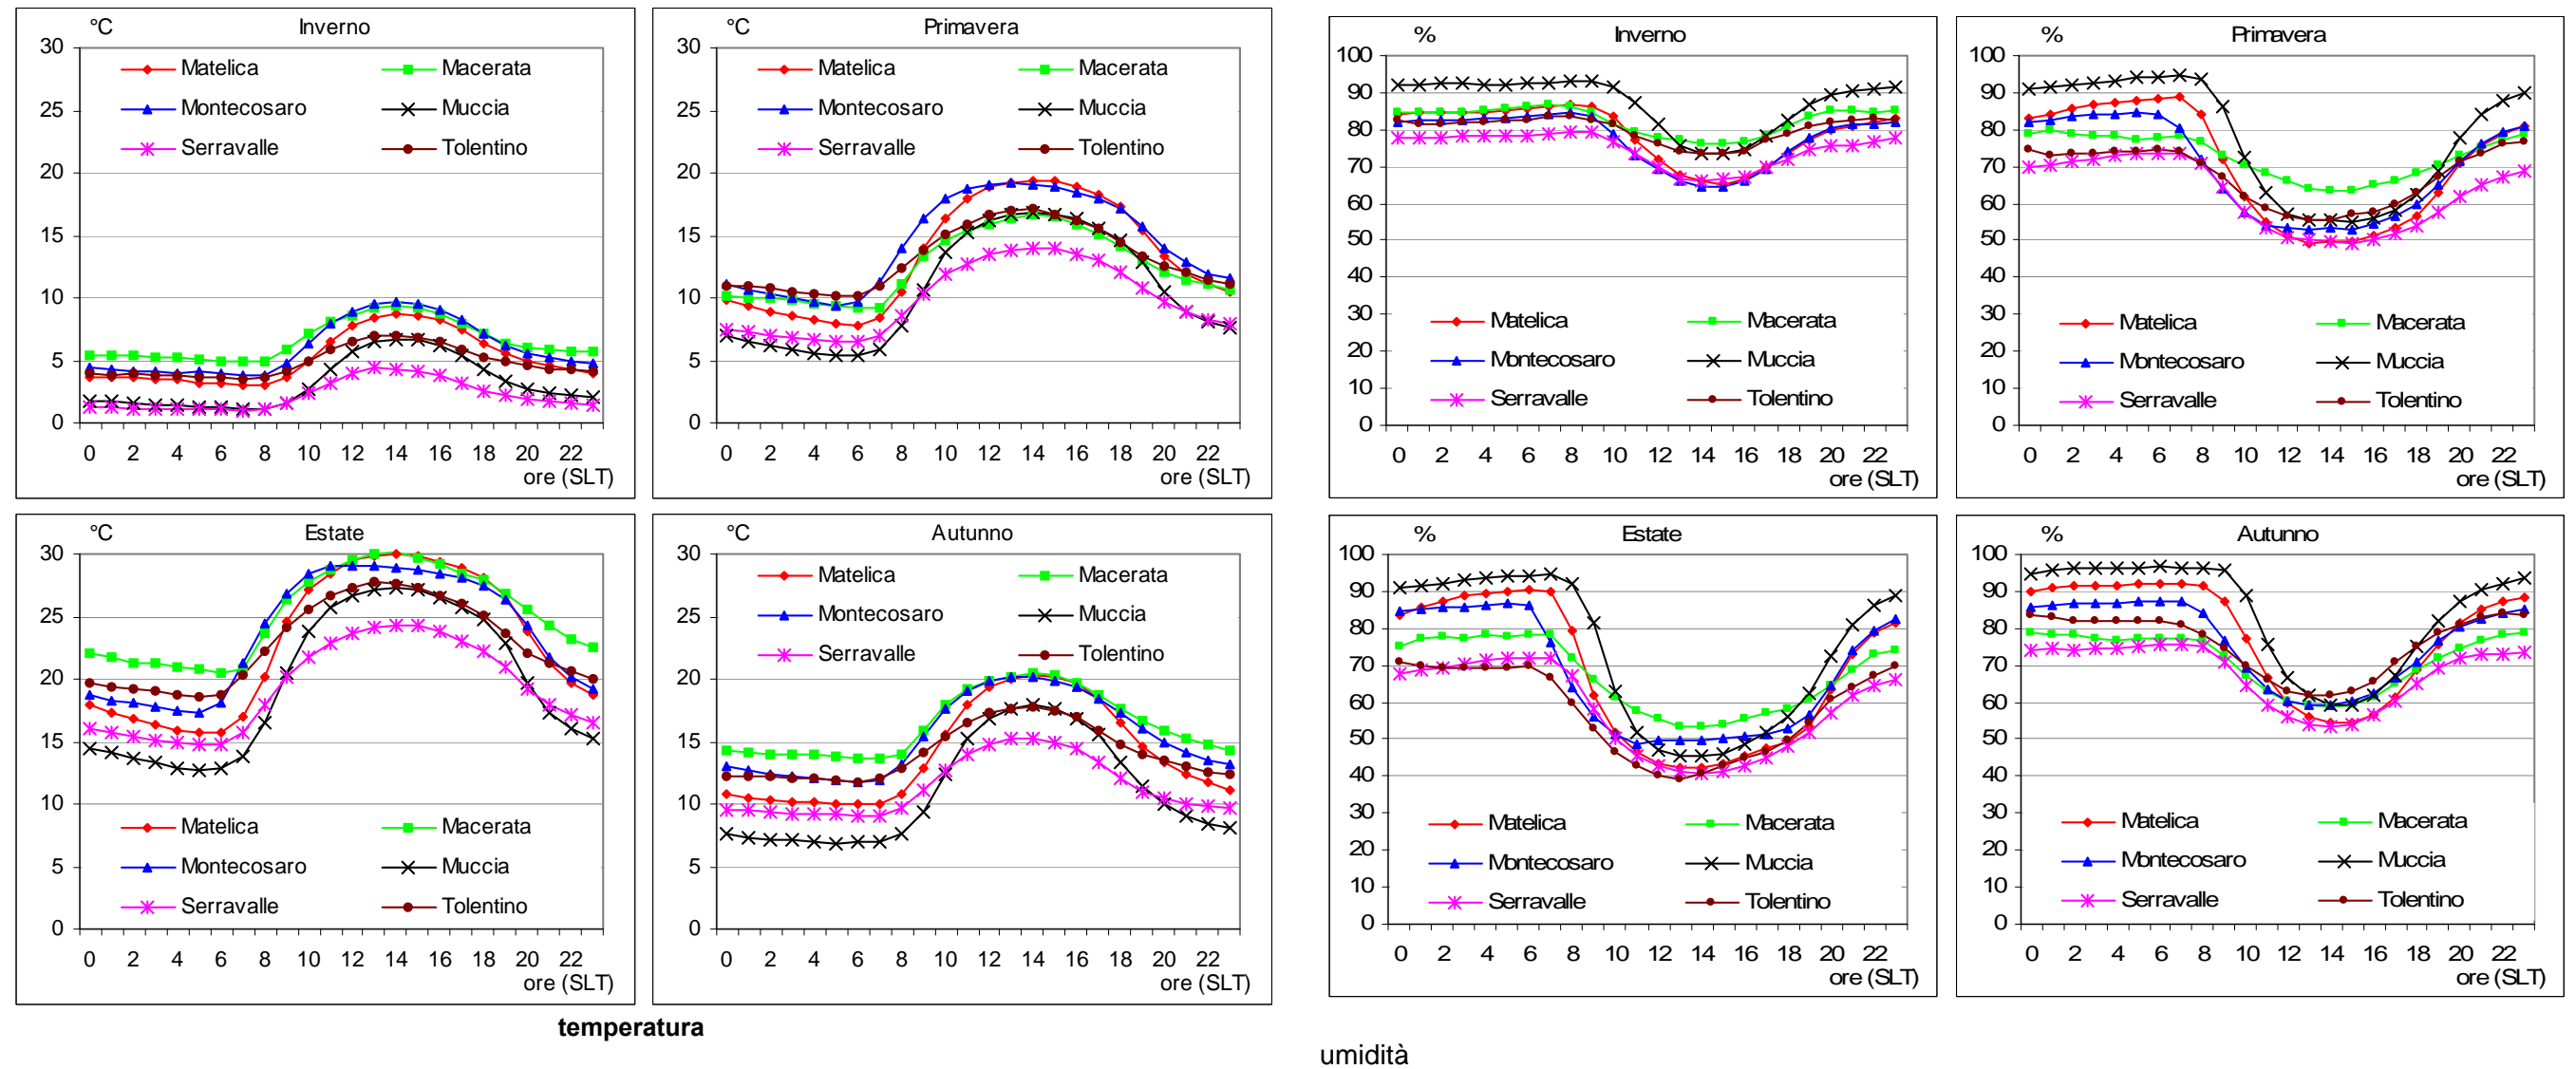 °C Inverno
30
25
20
15
10
5
0
Matelica Macerata
Montecosaro Muccia
Serravalle Tolentino
0 2 4 6 8 10 12 14 16 18 20 22
ore (SLT)
°C Primavera
30
25
20
15
10
5
0
Matelica Macerata
Montecosaro Muccia
Serravalle Tolentino
0 2 4 6 8 10 12 14 16 18 20 22
ore (SLT)
% Inverno
100
90
80
70
60
50
40
30
20
10
0
Matelica Macerata
Montecosaro Muccia
Serravalle Tolentino
0 2 4 6 8 10 12 14 16 18 20 22
ore (SLT)
% Primavera
100
90
80
70
60
50
40
30
20
10
0
Matelica Macerata
Montecosaro Muccia
Serravalle Tolentino
0 2 4 6 8 10 12 14 16 18 20 22
ore (SLT)
°C Estate
30
25
20
15
10
5
0
Matelica Macerata
Montecosaro Muccia
Serravalle Tolentino
0 2 4 6 8 10 12 14 16 18 20 22
ore (SLT)
°C Autunno
30
25
20
15
10
5
0
Matelica Macerata
Montecosaro Muccia
Serravalle Tolentino
0 2 4 6 8 10 12 14 16 18 20 22
ore (SLT)
% Estate
100
90
80
70
60
50
40
30
20
10
0
Matelica Macerata
Montecosaro Muccia
Serravalle Tolentino
0 2 4 6 8 10 12 14 16 18 20 22
ore (SLT)
% Autunno
100
90
80
70
60
50
40
30
20
10
0
Matelica Macerata
Montecosaro Muccia
Serravalle Tolentino
0 2 4 6 8 10 12 14 16 18 20 22
ore (SLT)
temperatura
umidità